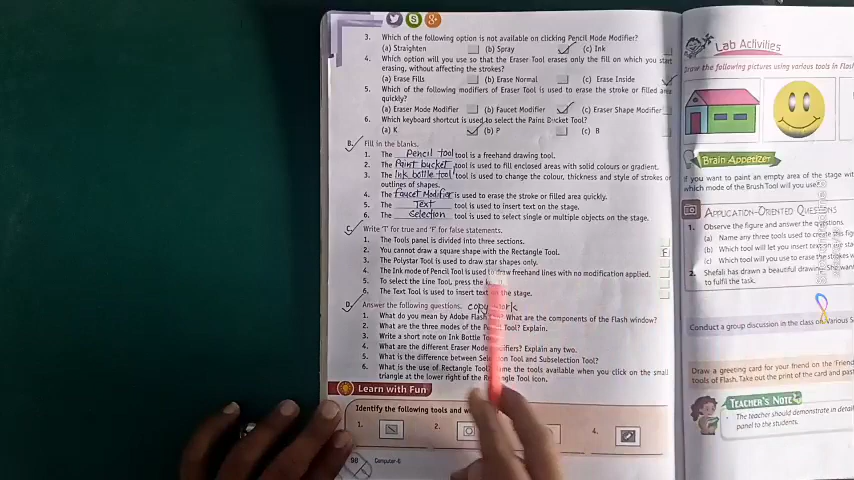 3. Which of the following option is not available on clicking Pencil Mode Modifier?
(a) Straighten (b) Spray (c) Ink
4. Which option will you use so that the Eraser Tool erases only the fill on which you start
erasing, without affecting the strokes?
(a) Erase Fills (b) Erase Normal (c) Erase Inside
5. Which of the following modifiers of Eraser Tool is used to erase the stroke or filled area
quickly?
(a) Eraser Mode Modifier (b) Faucet Modifier (c) Eraser Shape Modifier
6. Which keyboard shortcut is used to select the Paint Bucket Tool?
(a) K (b) P (c) B
B. Fill in the blanks.
1. The Pencil tool tool is a freehand drawing tool.
2. The Paint bucket tool is used to fill enclosed areas with solid colours or gradient.
3. The Ink bottle tool tool is used to change the colour, thickness and style of strokes or
outlines of shapes.
4. The faucet Modifier is used to erase the stroke or filled area quickly.
5. The Text tool is used to insert text on the stage.
6. The Selection tool is used to select single or multiple objects on the stage.
C. Write 'T' for true and 'F' for false statements.
1. The Tools panel is divided into three sections.
2. You cannot draw a square shape with the Rectangle Tool. F
3. The Polystar Tool is used to draw star shapes only.
4. The Ink mode of Pencil Tool is used to draw freehand lines with no modification applied.
5. To select the Line Tool, press the
6. The Text Tool is used to insert text on the stage.
D. Answer the following questions. copy work
1. What do you mean by Adobe Flash What are the components of the Flash window?
2. What are the three modes of the Tool? Explain.
3. Write a short note on Ink Bottle
4. What are the different Eraser Mode Modifiers? Explain any two.
5. What is the difference between Selection Tool and Subselection Tool?
6. What is the use of Rectangle Tool the tools available when you click on the small
triangle at the lower right of the Rectangle Tool icon.
Learn with Fun
Identify the following tools and
1. 2. 4.
98 Computer-6
Lab Activities
Draw the following pictures using various tools in Flash
Brain Appetizer
If you want to paint an empty area of the stage
which mode of the Brush Tool will you use?
APPLICATION-ORIENTED QUESTIONS
1. Observe the figure and answer the
(a) Name any three tools used to create this
(b) Which tool will let you insert text on
(c) Which tool will you use to erase the strokes
2. Shefali has drawn a beautiful drawing. She
to fulfil the task.
Conduct a group discussion in the class on Various
Draw a greeting card for your friend on the 'Friend
tools of Flash. Take out the print of the card and
TEACHER'S NOTE
The teacher should demonstrate in detail
panel to the students.